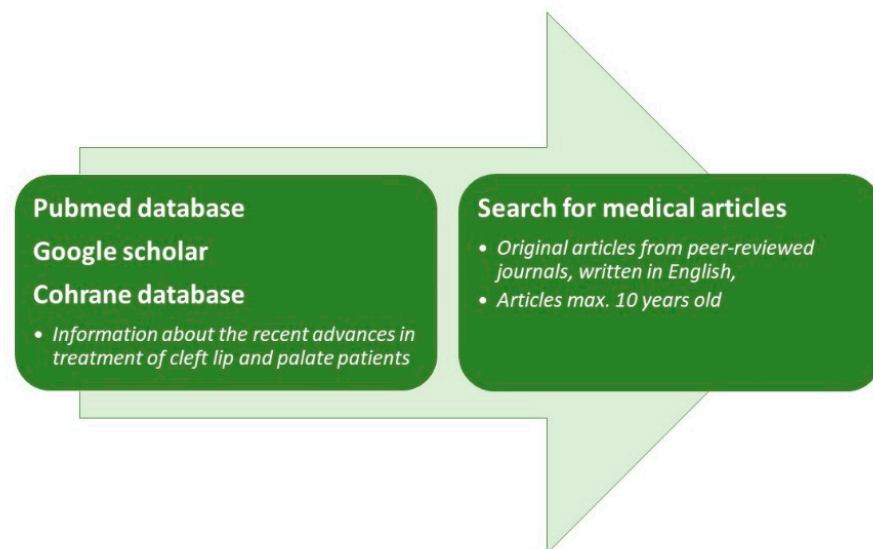 Pubmed database
Google scholar
Cohrane database
• Information about the recent advances in
treatment of cleft lip and palate patients
Search for medical articles
• Original articles from peer-reviewed
journals, written in English,
• Articles max. 10 years old